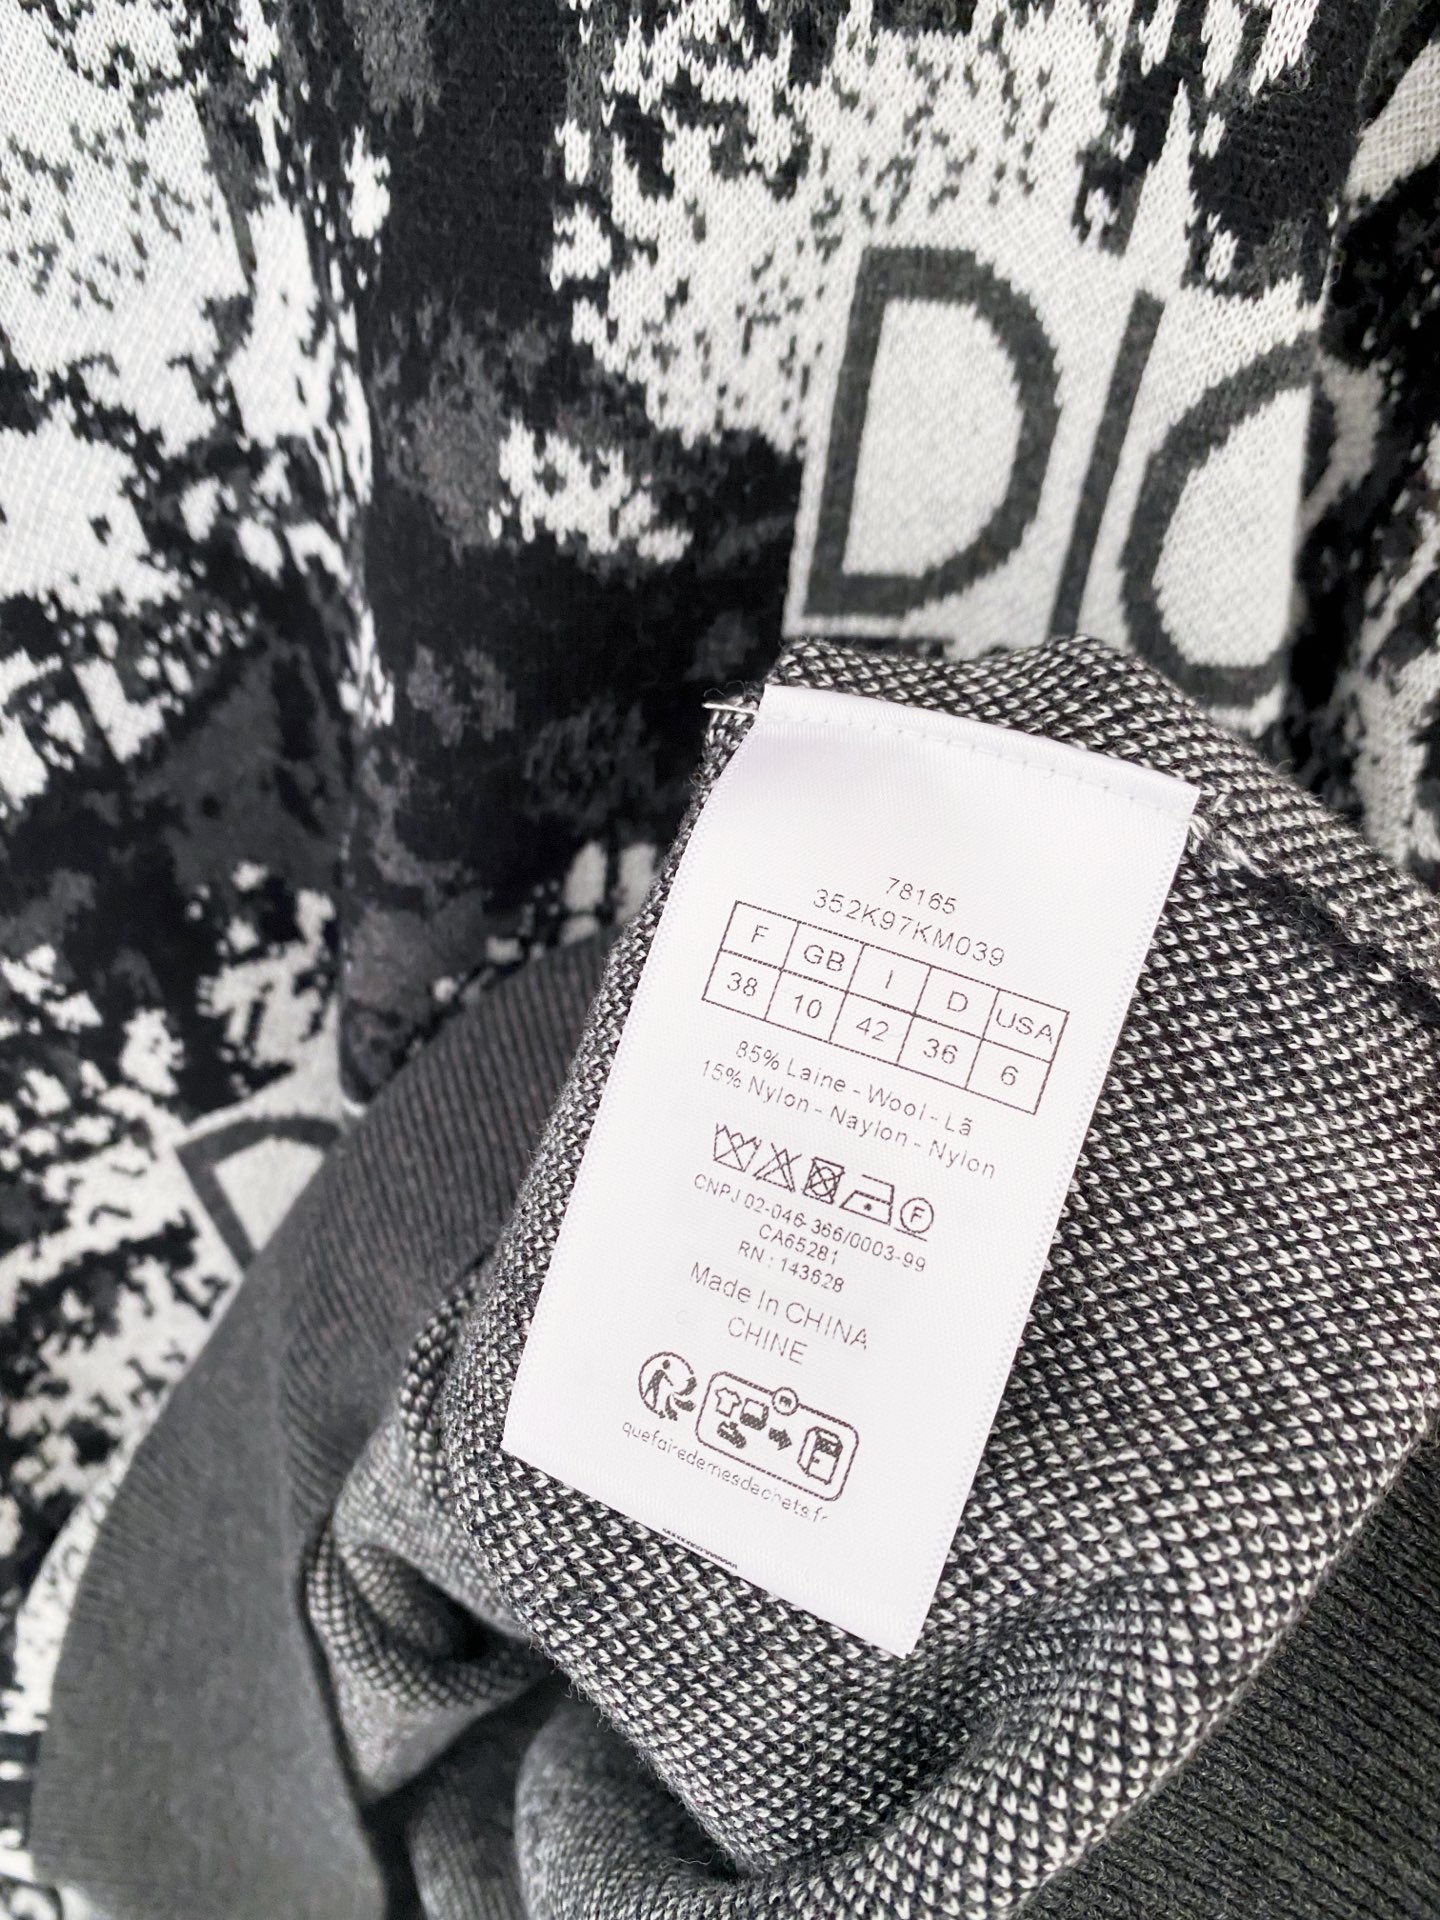 DIO
78165
352K97KM039
F GB I D USA
38 10 42 36 6
85% Laine - Wool - Lã
15% Nylon - Naylon - Nylon
F
CNPJ 02-046-366/0003-99
CA65281
RN : 143628
Made In CHINA
CHINE
FR
quefairedemesdechets.fr